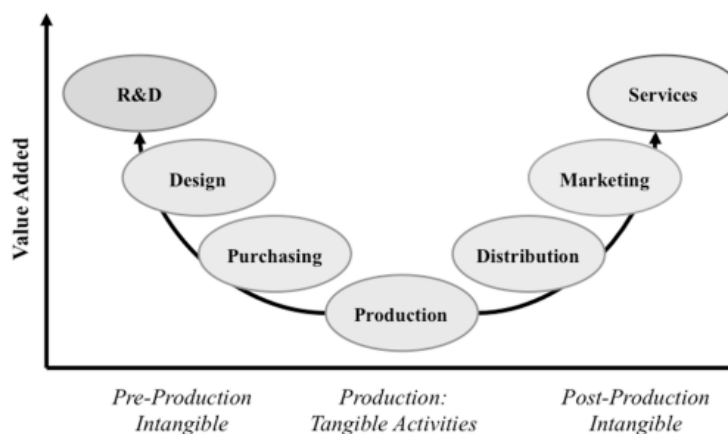 R&D
Services
Design
Marketing
Value Added
Purchasing
Distribution
Production
Pre-Production
Intangible
Production:
Tangible Activities
Post-Production
Intangible